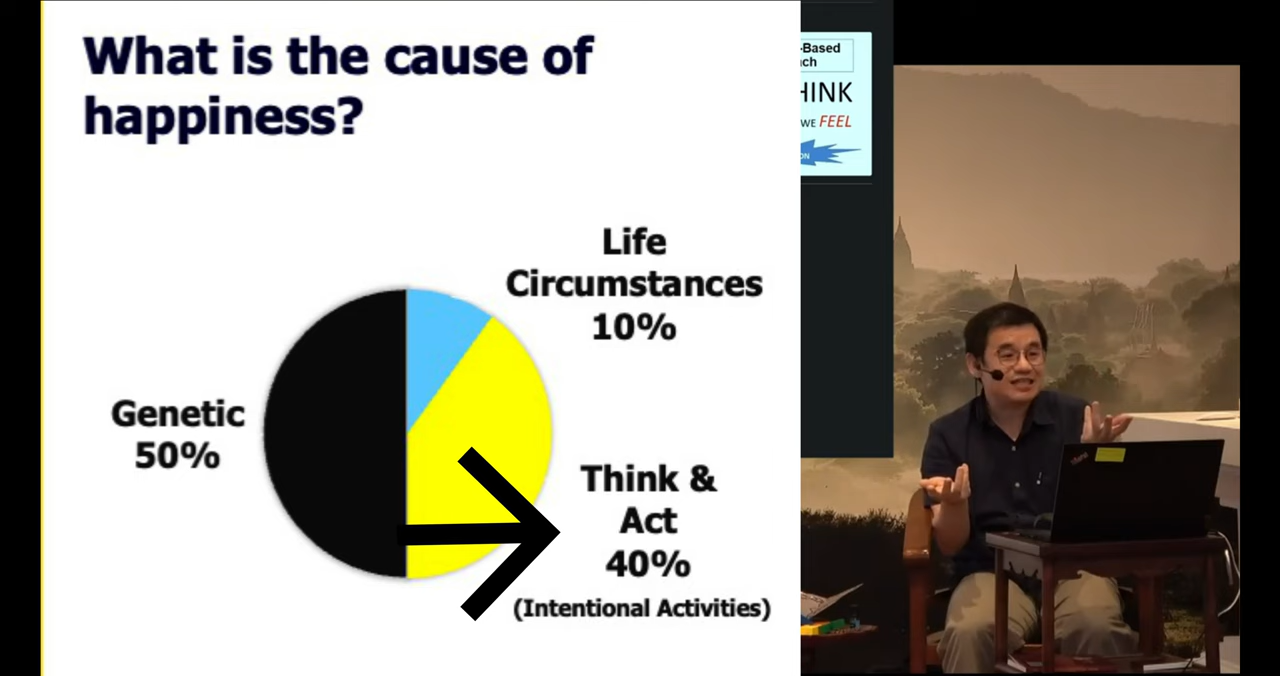 What is the cause of
happiness?
Life
Circumstances
10%
Genetic
50%
Think &
Act
40%
(Intentional Activities)
-Based
HINK
WE FEEL